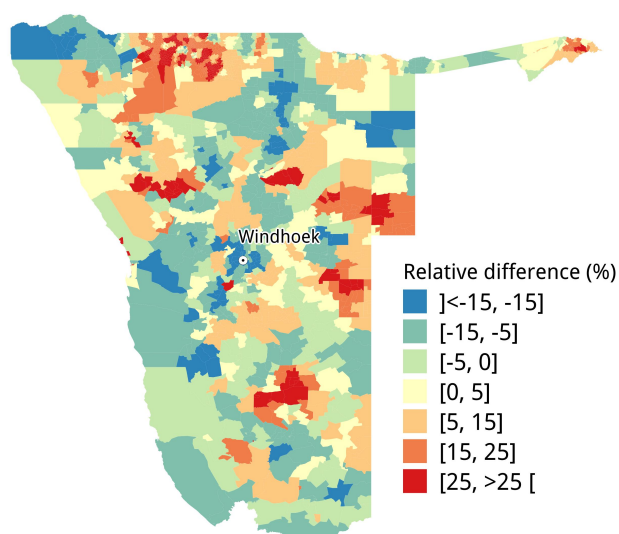 Windhoek
Relative difference (%)
]<-15, -15]
[-15, -5]
[-5, 0]
[0, 5]
[5, 15]
[15, 25]
[25, >25 [